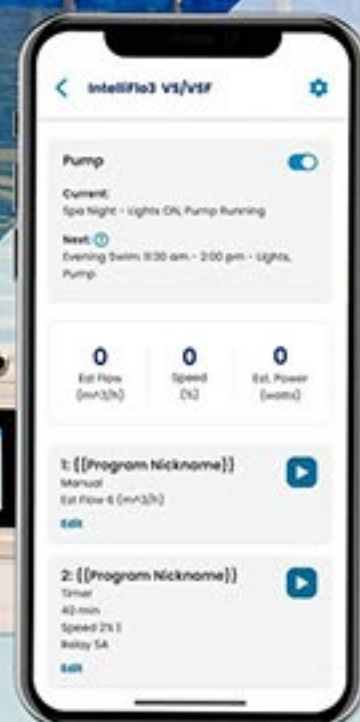 IntelliFlo3 VS/VSF
Pump
Current:
Spa Night - Lights ON, Pump Running
Next: ?
Evening Swim: 11:30 am - 2:00 pm - Lights,
Pump
0 0 0
Est Flow Speed Est. Power
(m^3/h) (%) (watts)
1: {{Program Nickname}}
Manual
Est Flow 6 (m^3/h)
Edit
2: {{Program Nickname}}
Timer
40 min
Relay 5A
Edit